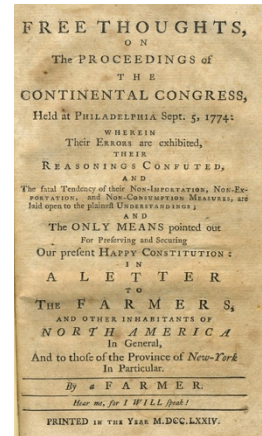 FREE THOUGHTS,
ON
The PROCEEDINGS of
THE
CONTINENTAL CONGRESS,
Held at PHILADELPHIA Sept. 5, 1774:
WHEREIN
Their ERRORS are exhibited,
THEIR
REASONINGS CONFUTED,
AND
The fatal Tendency of their NON-IMPORTATION, NON-EX-
PORTATION, and NON-CONSUMPTION MEASURES, are
laid open to the plainest UNDERSTANDINGS;
AND
The ONLY MEANS pointed out
For Preserving and Securing
Our present HAPPY CONSTITUTION:
IN
A LETTER
TO
THE FARMERS,
AND OTHER INHABITANTS OF
NORTH AMERICA
In General,
And to those of the Province of New-York
In Particular.
By a FARMER.
Hear me, for I WILL speak!
PRINTED IN THE YEAR M.DCC.LXXIV.